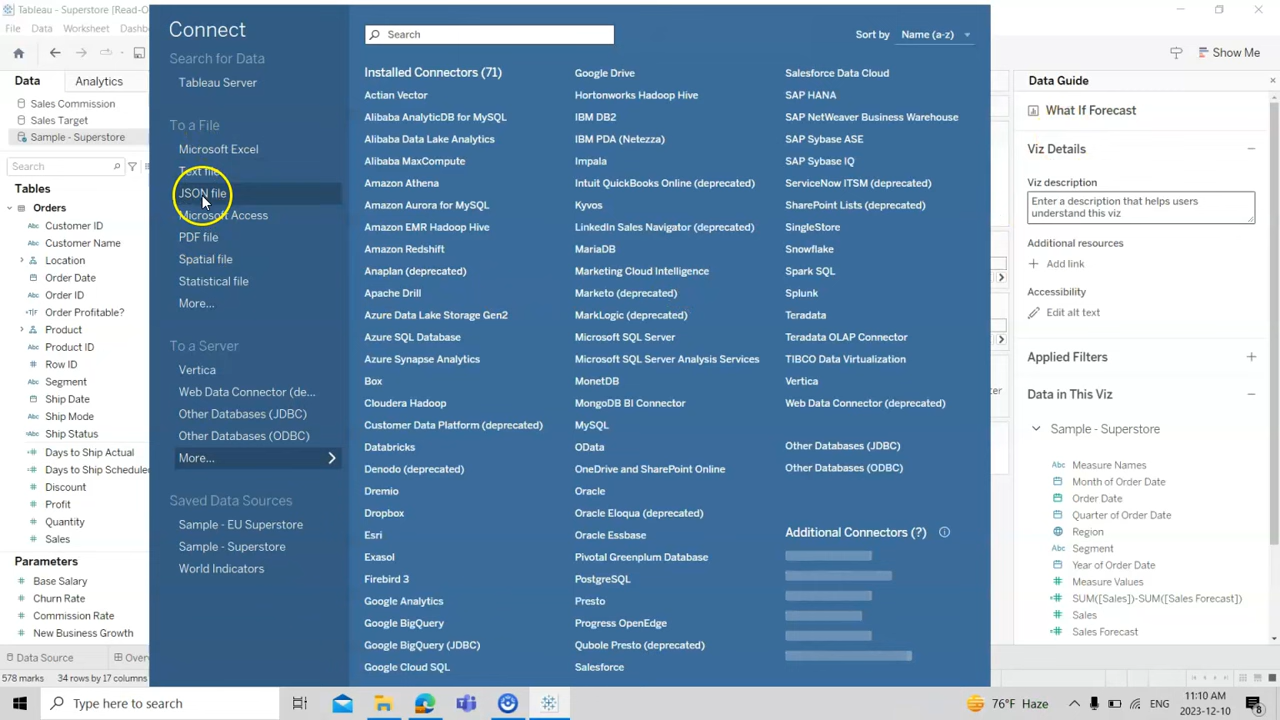 Tableau - Superstore [Read-O
File
Data
Window
Help
Show Me
Data
Analytics
Sales Commission
Sales Target
Sample - Superstore
Search
Tables
Orders
Abc Customer ID
Abc Customer Name
Location
Order Date
Abc Order ID
Order Profitable?
Product
Abc Product ID
Row ID
Abc Segment
Ship Date
Abc Ship Mode
Abc Ship Status
Days to Ship Actual
Days to Ship Schedule
Discount
Profit
Quantity
Sales
Parameters
Base Salary
Churn Rate
Commission Rate
New Business Growth
Data Source
578 marks
34 rows by 17 columns
Connect
Search for Data
Tableau Server
To a File
Microsoft Excel
Text file
JSON file
Microsoft Access
PDF file
Spatial file
Statistical file
More...
To a Server
Vertica
Web Data Connector (de...
Other Databases (JDBC)
Other Databases (ODBC)
More...
Saved Data Sources
Sample - EU Superstore
Sample - Superstore
World Indicators
Search
Sort by Name (a-z)
Installed Connectors (71)
Actian Vector
Alibaba AnalyticDB for MySQL
Alibaba Data Lake Analytics
Alibaba MaxCompute
Amazon Athena
Amazon Aurora for MySQL
Amazon EMR Hadoop Hive
Amazon Redshift
Anaplan (deprecated)
Apache Drill
Azure Data Lake Storage Gen2
Azure SQL Database
Azure Synapse Analytics
Box
Cloudera Hadoop
Customer Data Platform (deprecated)
Databricks
Denodo (deprecated)
Dremio
Dropbox
Esri
Exasol
Firebird 3
Google Analytics
Google BigQuery
Google BigQuery (JDBC)
Google Cloud SQL
Google Drive
Hortonworks Hadoop Hive
IBM DB2
IBM PDA (Netezza)
Impala
Intuit QuickBooks Online (deprecated)
Kyvos
LinkedIn Sales Navigator (deprecated)
MariaDB
Marketing Cloud Intelligence
Marketo (deprecated)
MarkLogic (deprecated)
Microsoft SQL Server
Microsoft SQL Server Analysis Services
MonetDB
MongoDB BI Connector
MySQL
OData
OneDrive and SharePoint Online
Oracle
Oracle Eloqua (deprecated)
Oracle Essbase
Pivotal Greenplum Database
PostgreSQL
Presto
Progress OpenEdge
Qubole Presto (deprecated)
Salesforce
Salesforce Data Cloud
SAP HANA
SAP NetWeaver Business Warehouse
SAP Sybase ASE
SAP Sybase IQ
ServiceNow ITSM (deprecated)
SharePoint Lists (deprecated)
SingleStore
Snowflake
Spark SQL
Splunk
Teradata
Teradata OLAP Connector
TIBCO Data Virtualization
Vertica
Web Data Connector (deprecated)
Other Databases (JDBC)
Other Databases (ODBC)
Additional Connectors (?)
Data Guide
What If Forecast
Viz Details
Viz description
Enter a description that helps users
understand this viz
Additional resources
Add link
Accessibility
Edit alt text
Applied Filters
Data in This Viz
Sample - Superstore
Abc Measure Names
Month of Order Date
Order Date
Quarter of Order Date
Region
Abc Segment
Year of Order Date
Measure Values
SUM([Sales])-SUM([Sales Forecast])
Sales
Sales Forecast
Type here to search
76°F Haze
ENG
11:10 AM
2023-12-10
8